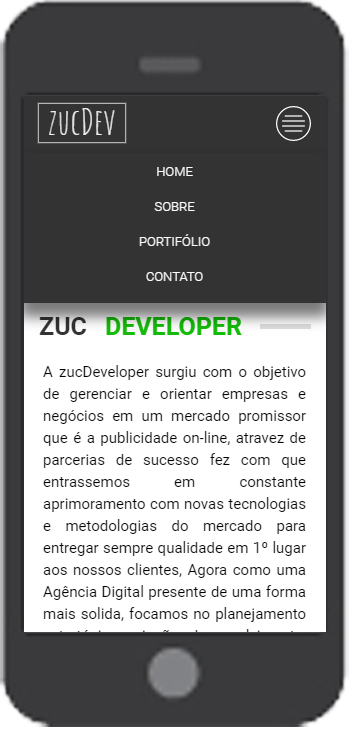 zucDev
HOME
SOBRE
PORTIFÓLIO
CONTATO
ZUC DEVELOPER
A zucDeveloper surgiu com o objetivo
de gerenciar e orientar empresas e
negócios em um mercado promissor
que é a publicidade on-line, atravez de
parcerias de sucesso fez com que
entrassemos em constante
aprimoramento com novas tecnologias
e metodologias do mercado para
entregar sempre qualidade em 1º lugar
aos nossos clientes, Agora como uma
Agência Digital presente de uma forma
mais solida, focamos no planejamento